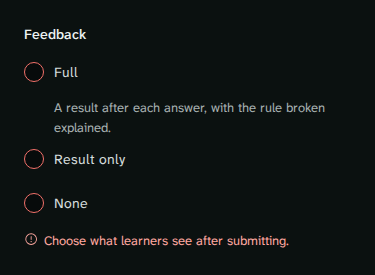 Feedback
Full
A result after each answer, with the rule broken
explained.
Result only
None
Choose what learners see after submitting.